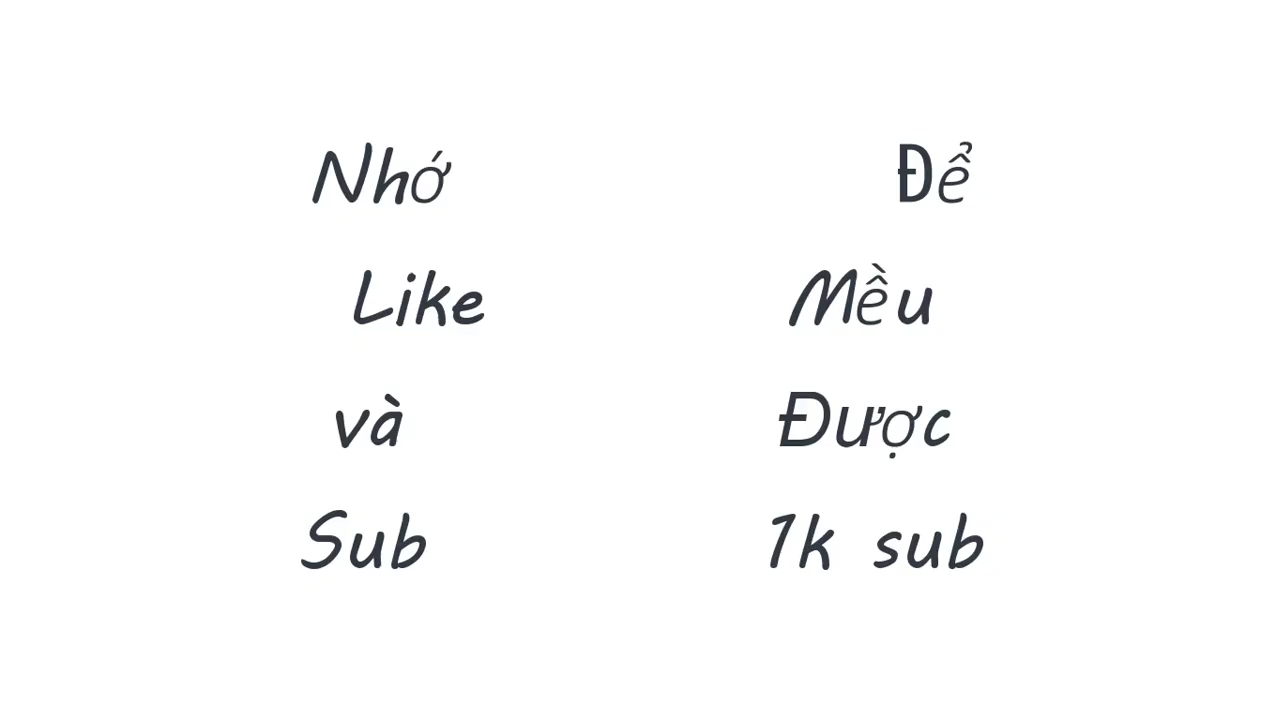 Nhớ
Like
và
Sub
Để
Mều
Được
1k sub